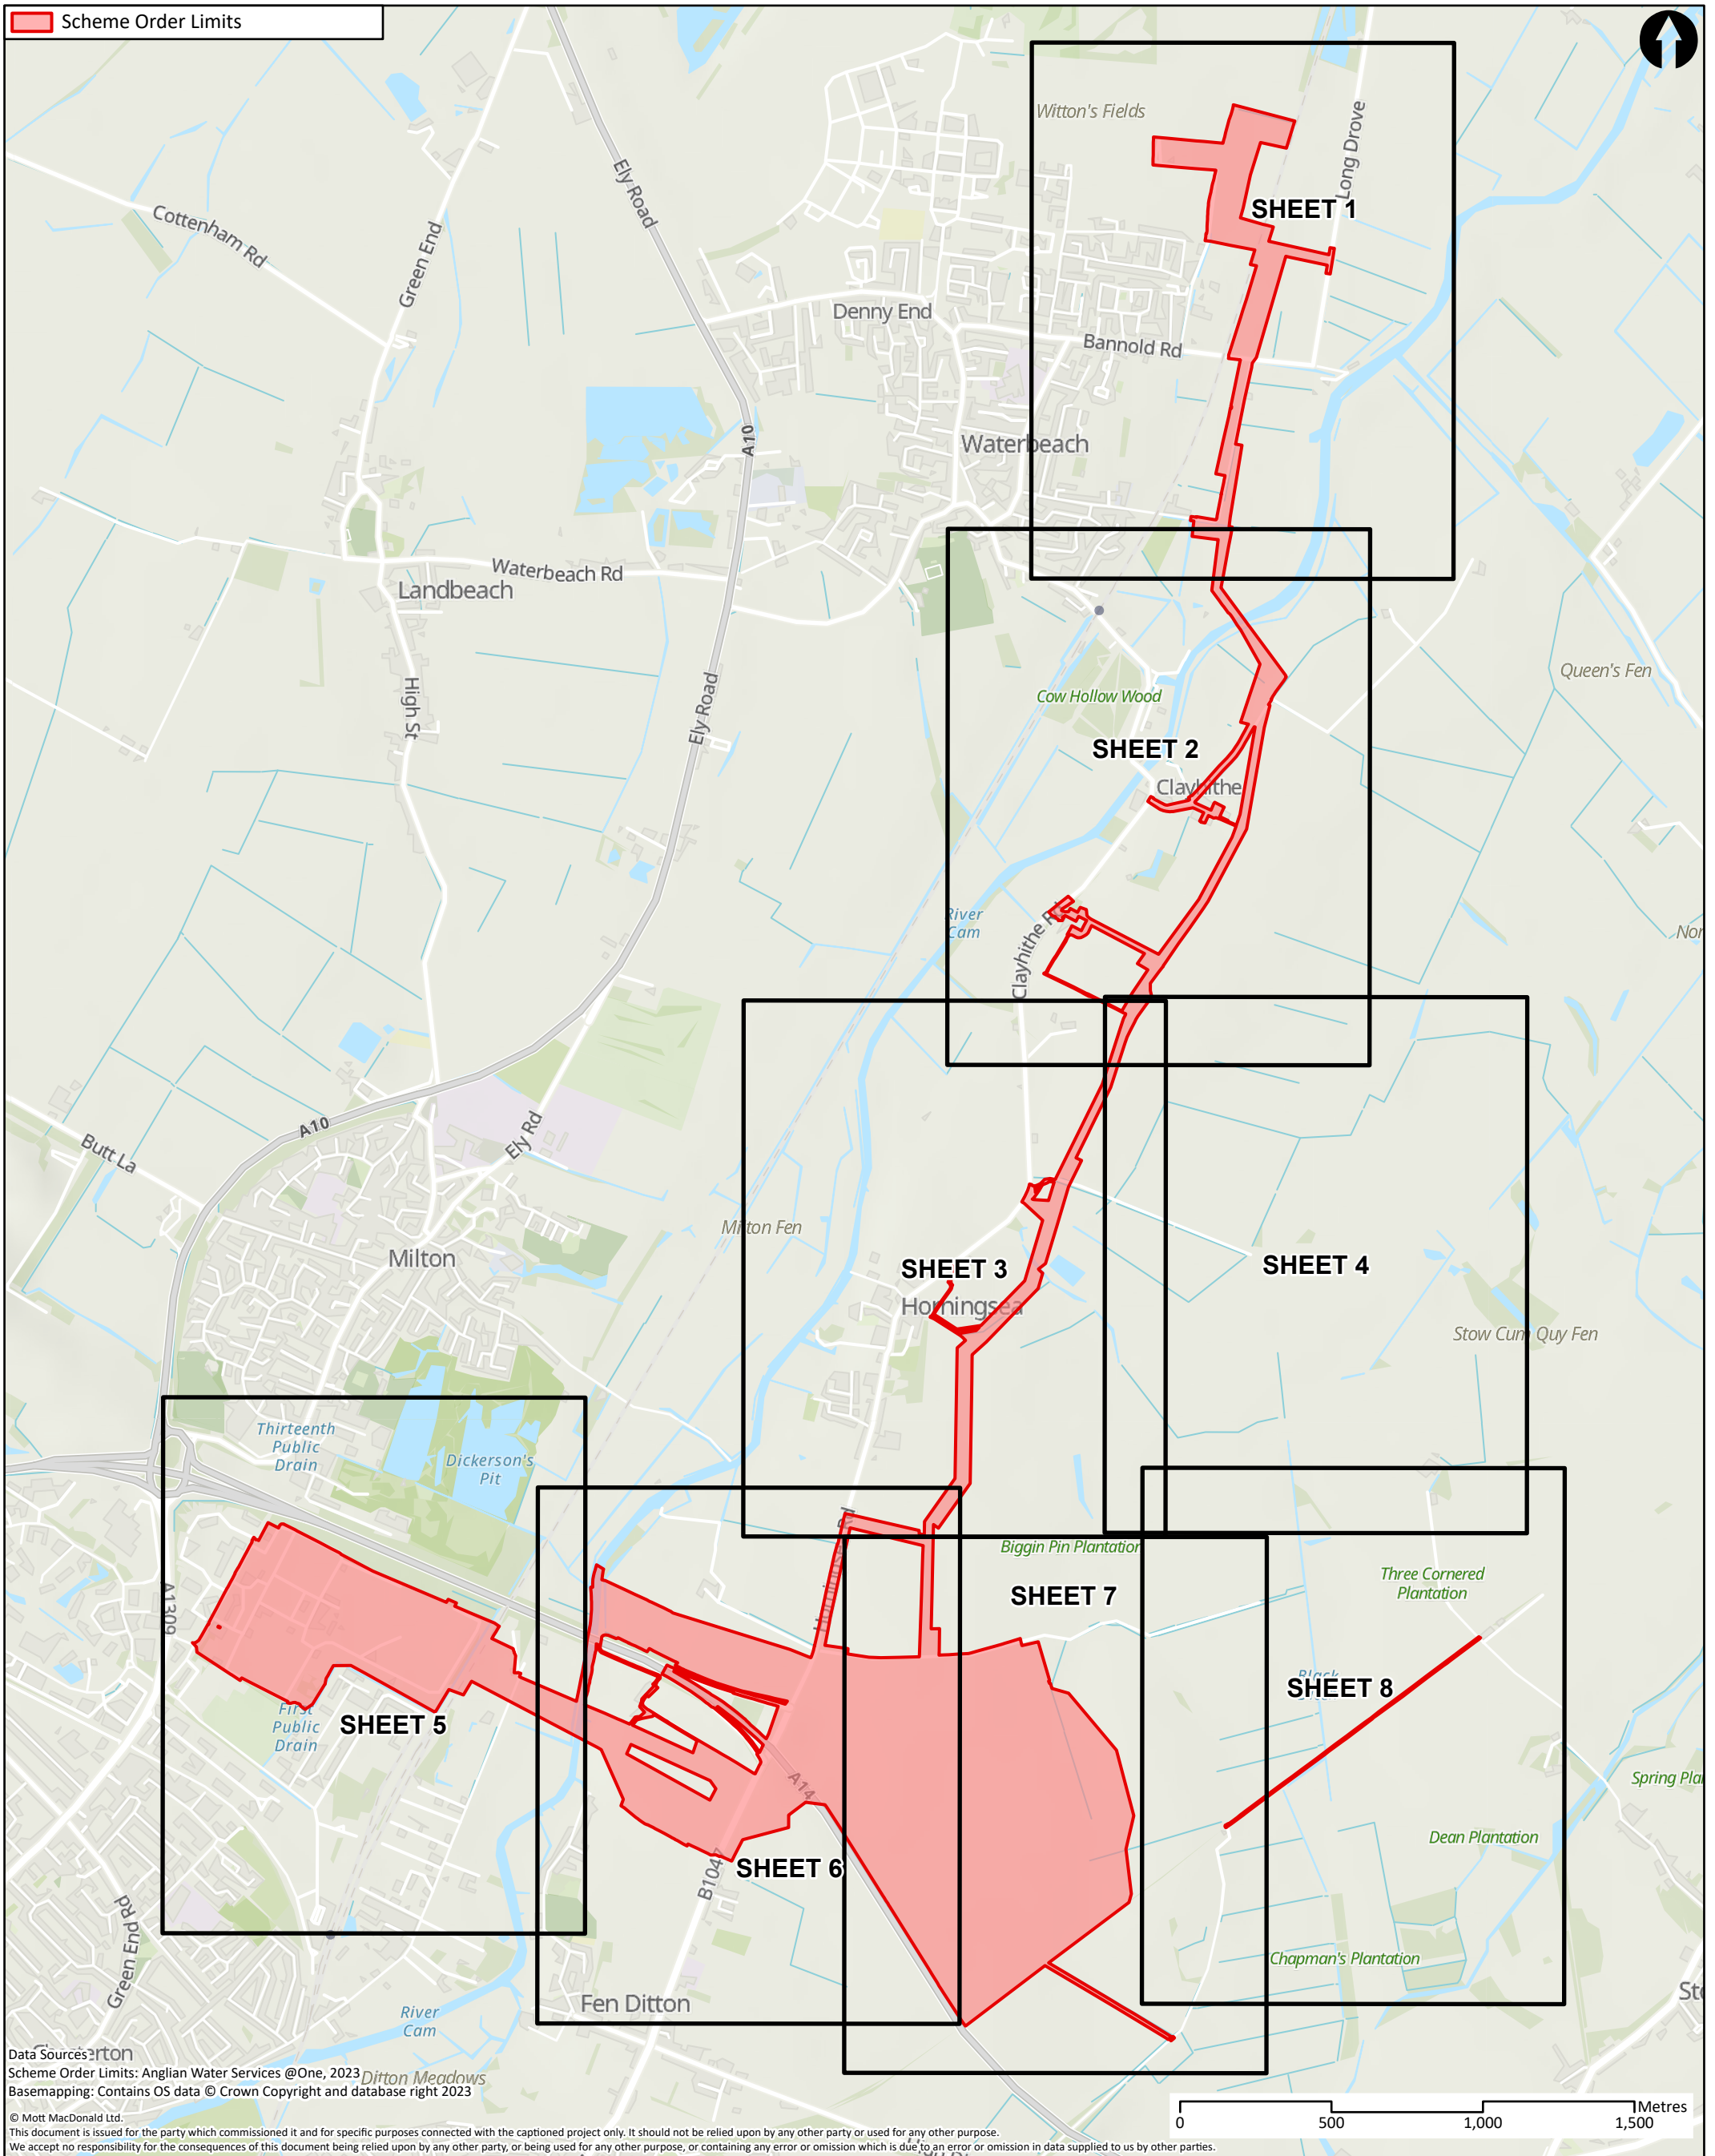 Scheme Order Limits
Witton's Fields
Long Drove
SHEET 1
Ely Road
Cottenham Rd
Green End
Denny End
Bannold Rd
A10
Waterbeach
Waterbeach Rd
Landbeach
Queen's Fen
High St
Ely Road
Cow Hollow Wood
SHEET 2
Clayhithe
River
Cam
Clayhithe Rd
Nor
A10
Butt La
Ely Rd
Milton Fen
Milton
SHEET 3
Horningsea
SHEET 4
Stow Cum Quy Fen
Thirteenth
Public
Drain
Dickerson's
Pit
Horningsea Rd
Biggin Pin Plantation
Three Cornered
Plantation
SHEET 7
A1309
First
Public
Drain
SHEET 5
Black
SHEET 8
A14
Spring Pla
Dean Plantation
SHEET 6
B1047
Green End Rd
Chapman's Plantation
Fen Ditton
River
Cam
Data Sources
Scheme Order Limits: Anglian Water Services @One, 2023
Ditton Meadows
Basemapping: Contains OS data © Crown Copyright and database right 2023
© Mott MacDonald Ltd.
This document is issued for the party which commissioned it and for specific purposes connected with the captioned project only. It should not be relied upon by any other party or used for any other purpose.
We accept no responsibility for the consequences of this document being relied upon by any other party, or being used for any other purpose, or containing any error or omission which is due to an error or omission in data supplied to us by other parties.
Metres
0 500 1,000 1,500